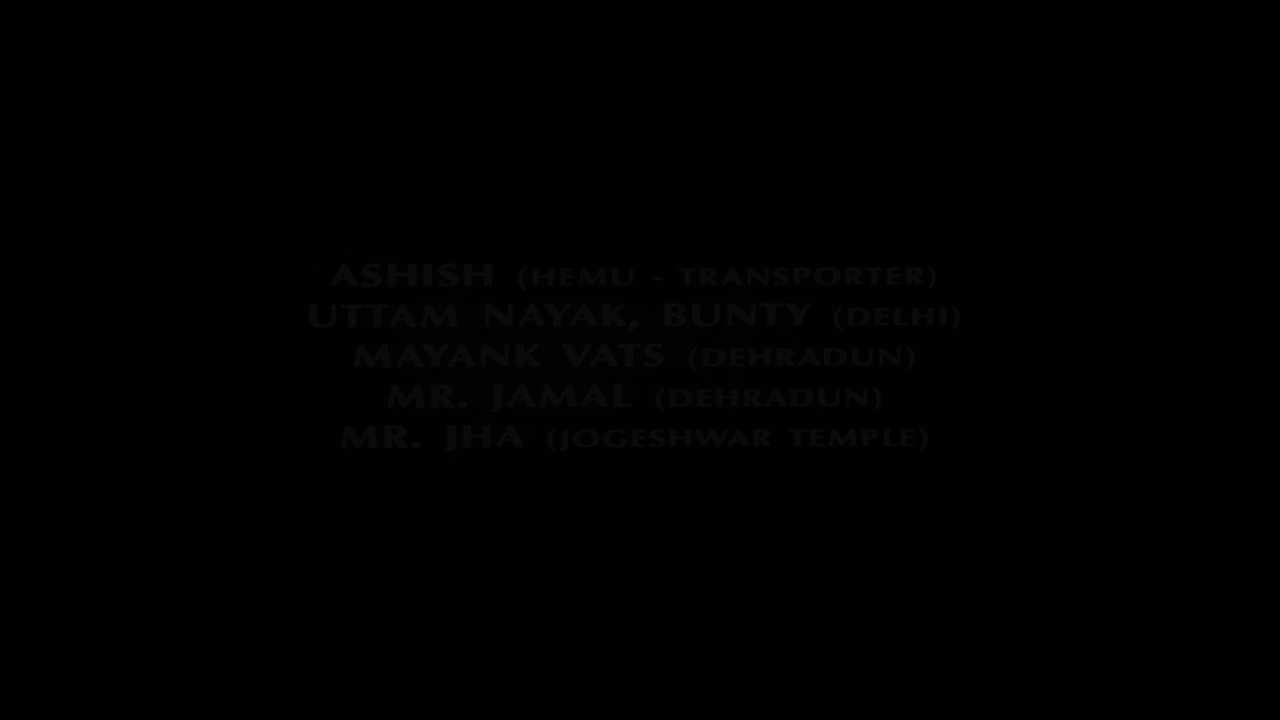 ASHISH (HEMU - TRANSPORTER)
UTTAM NAYAK, BUNTY (DELHI)
MAYANK VATS (DEHRADUN)
MR. JAMAL (DEHRADUN)
MR. JHA (JOGESHWAR TEMPLE)